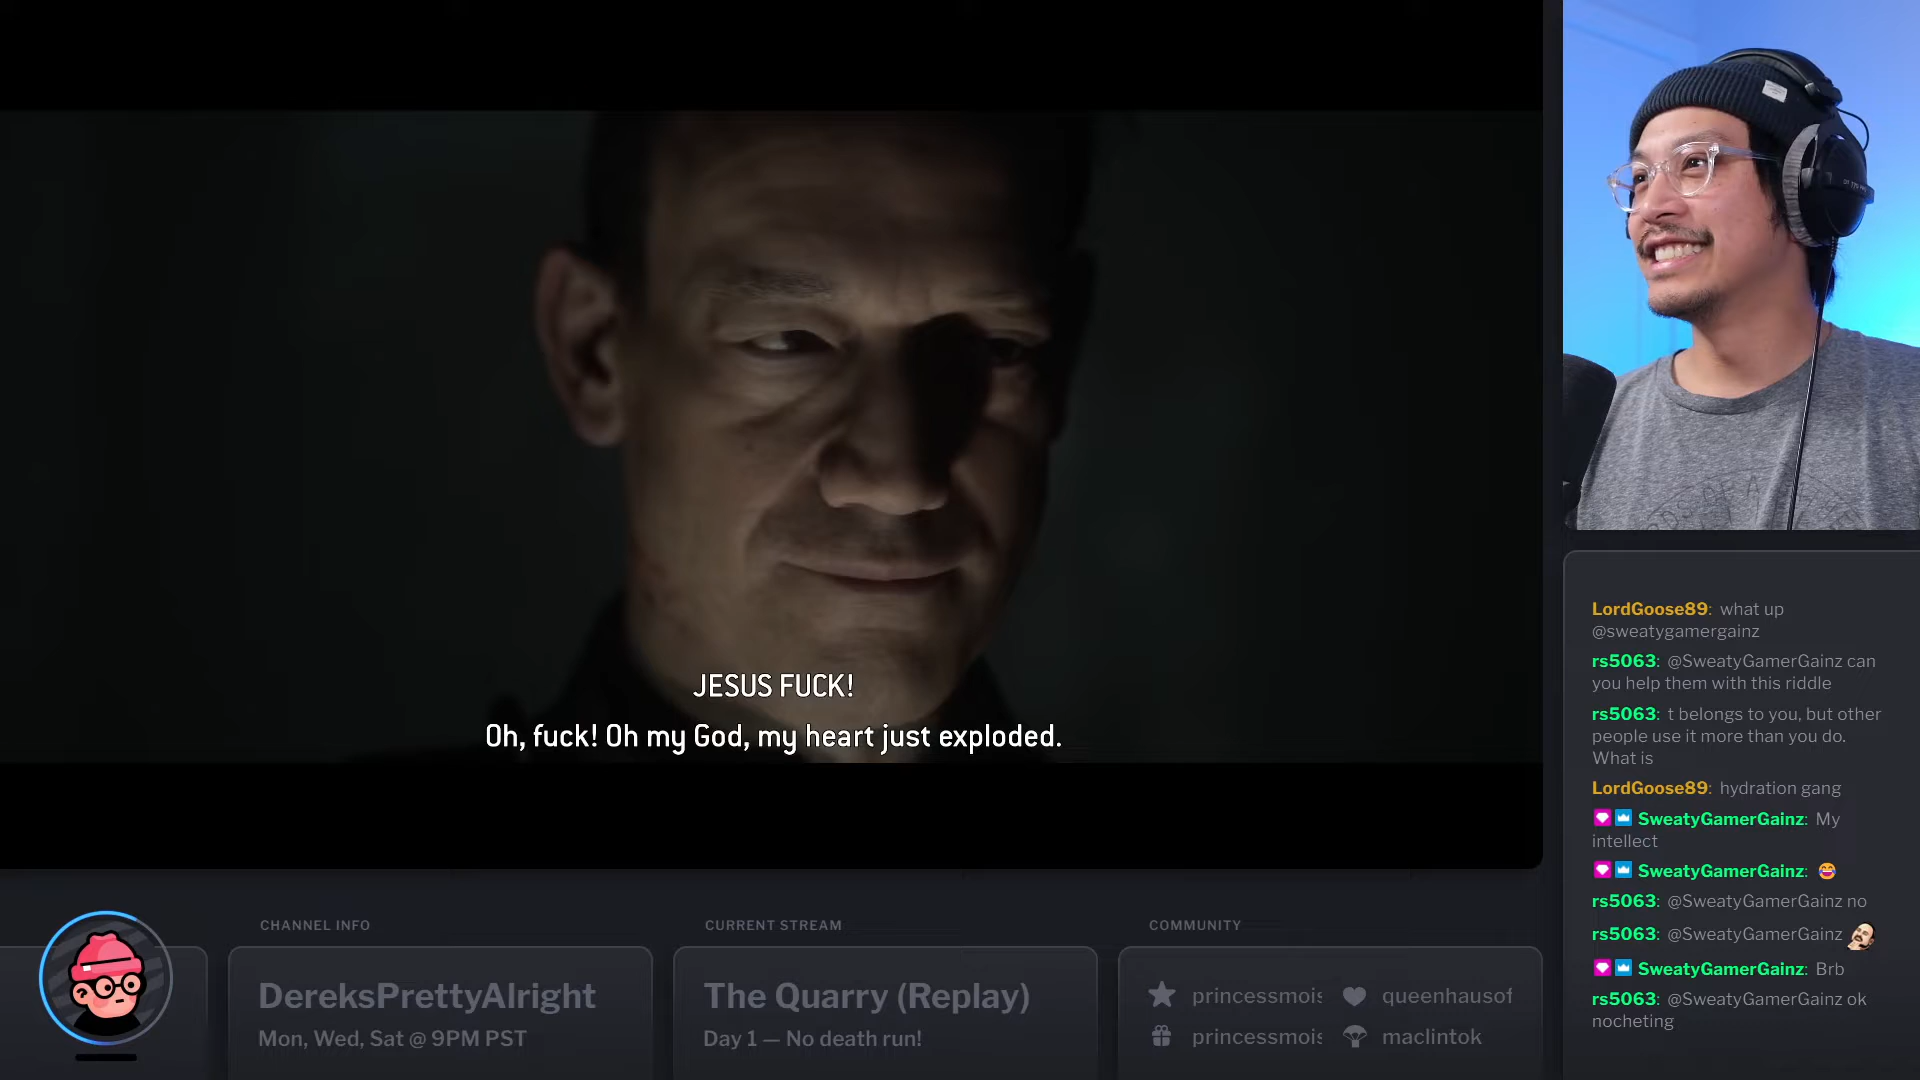 JESUS FUCK!
Oh, fuck! Oh my God, my heart just exploded.
LordGoose89: what up
@sweatygamergainz
rs5063: @SweatyGamerGainz can
you help them with this riddle
rs5063: t belongs to you, but other
people use it more than you do.
What is
LordGoose89: hydration gang
SweatyGamerGainz: My
intellect
SweatyGamerGainz: 😂
rs5063: @SweatyGamerGainz no
rs5063: @SweatyGamerGainz
SweatyGamerGainz: Brb
rs5063: @SweatyGamerGainz ok
nocheting
CHANNEL INFO
DereksPrettyAlright
Mon, Wed, Sat @ 9PM PST
CURRENT STREAM
The Quarry (Replay)
Day 1 — No death run!
COMMUNITY
princessmois queenhausof
princessmois maclintok